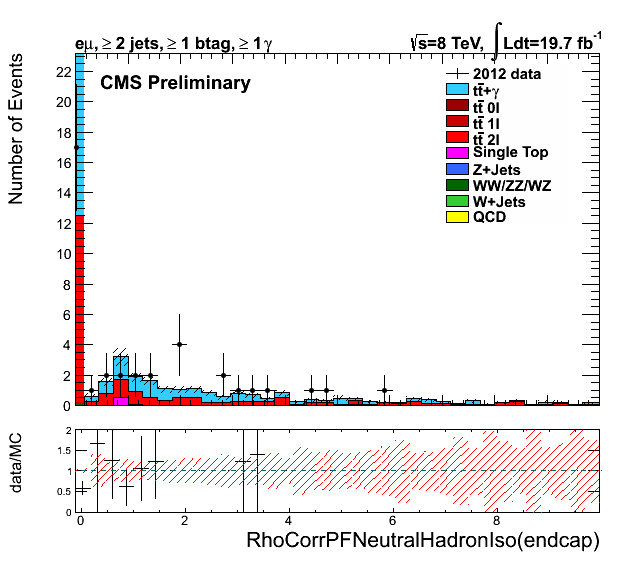 eμ, ≥ 2 jets, ≥ 1 btag, ≥ 1 γ
√s=8 TeV, ∫ Ldt=19.7 fb⁻¹
CMS Preliminary
2012 data
tt̄+γ
tt̄ 0l
tt̄ 1l
tt̄ 2l
Single Top
Z+Jets
WW/ZZ/WZ
W+Jets
QCD
Number of Events
22
20
18
16
14
12
10
8
6
4
2
0
data/MC
2
1.5
1
0.5
0
0 2 4 6 8
RhoCorrPFNeutralHadronIso(endcap)